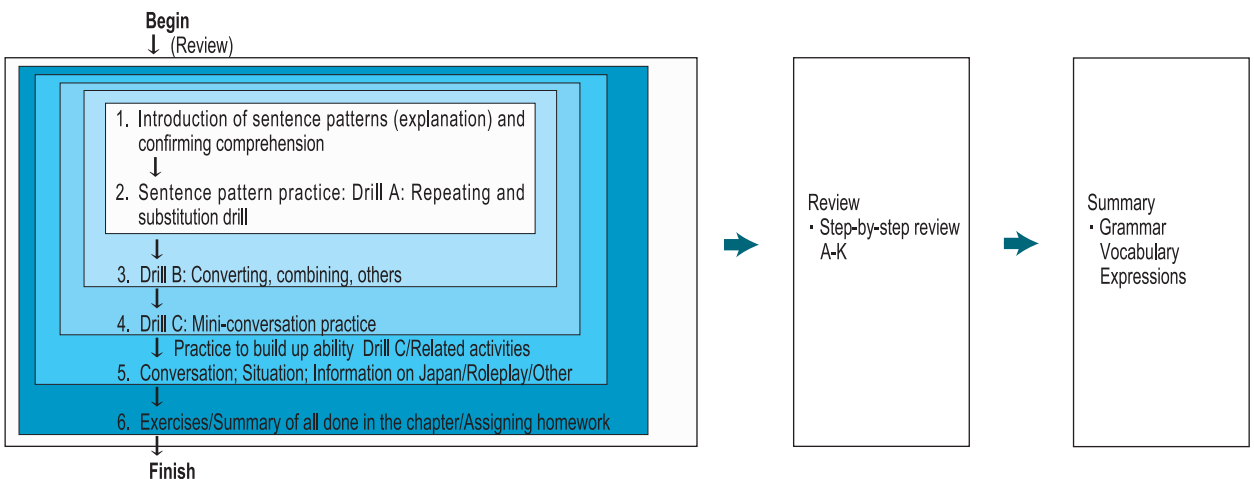 Begin
↓ (Review)
1. Introduction of sentence patterns (explanation) and
confirming comprehension
↓
2. Sentence pattern practice: Drill A: Repeating and
substitution drill
↓
3. Drill B: Converting, combining, others
↓
4. Drill C: Mini-conversation practice
↓ Practice to build up ability Drill C/Related activities
5. Conversation; Situation; Information on Japan/Roleplay/Other
↓
6. Exercises/Summary of all done in the chapter/Assigning homework
↓
Finish
Review
・Step-by-step review
A-K
Summary
・Grammar
Vocabulary
Expressions